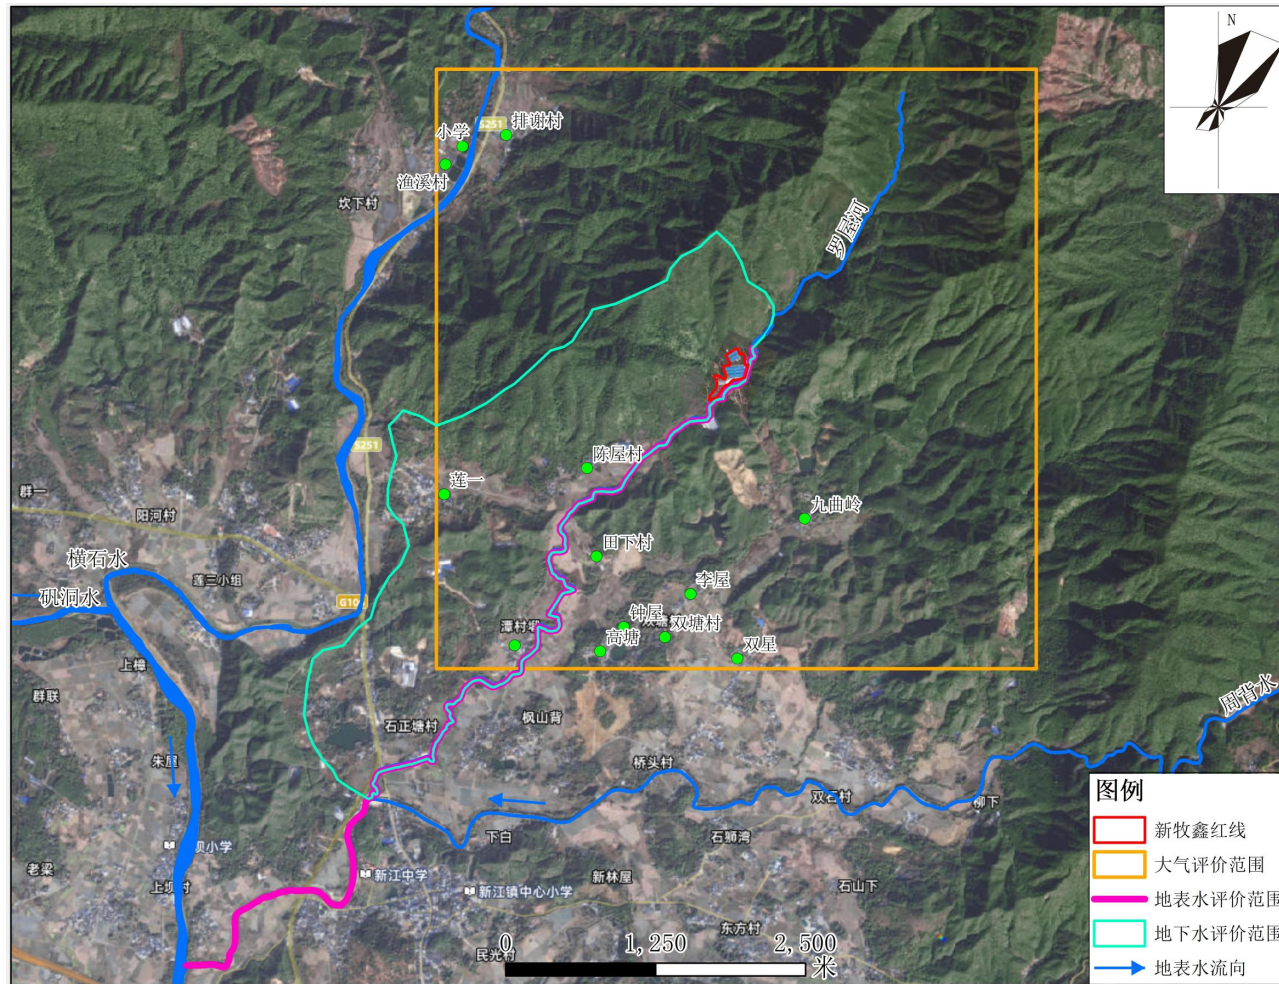 N
S251
排谢村
小学
渔溪村
坎下村
罗屋河
S251
陈屋村
莲一
九曲岭
群一
阳河村
田下村
横石水
莲三小组
李屋
矾洞水
G106
钟屋
双塘村
潭村坝
高塘
双星
上樟
群联
周背水
枫山背
石正塘村
朱屋
桥头村
双石村
柳下
下白
石狮湾
坝小学
老梁
上坝村
新江中学
新江镇中心小学
新林屋
石山下
东方村
民光村
0
1,250
2,500
米
图例
新牧鑫红线
大气评价范围
地表水评价范围
地下水评价范围
地表水流向